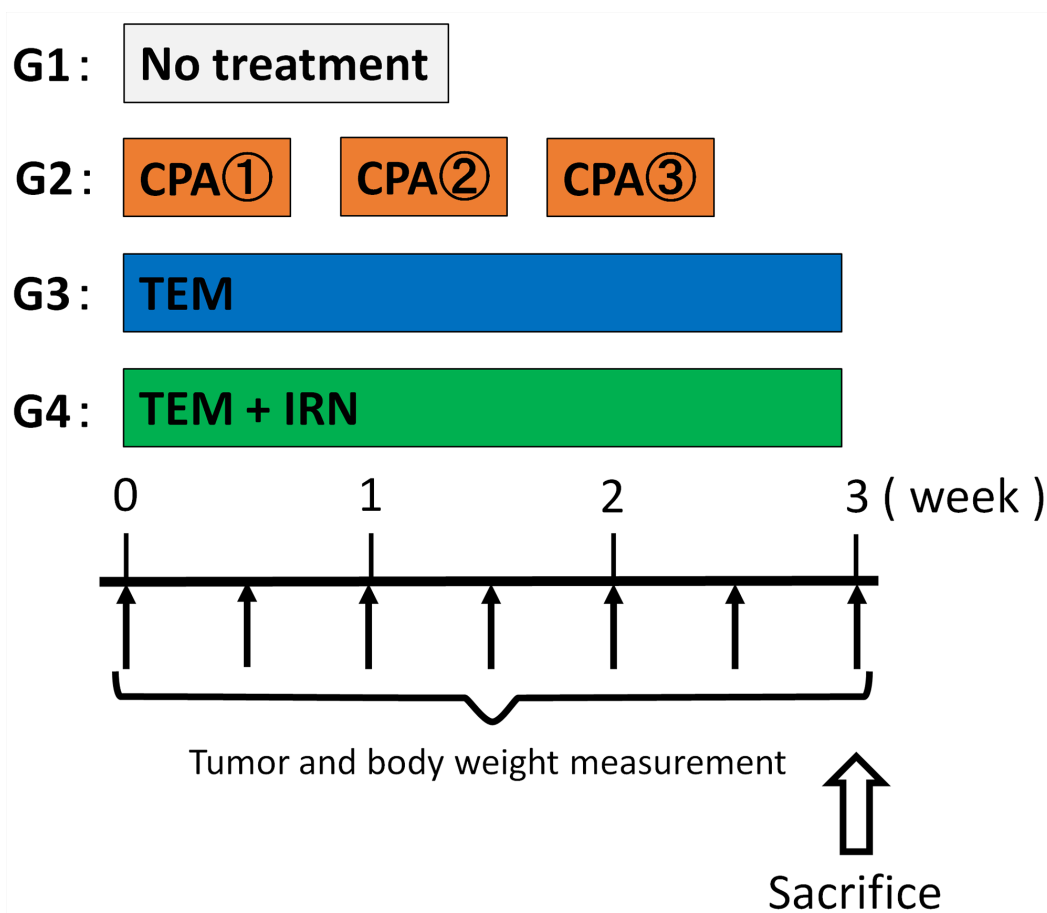 G1: No treatment
G2: CPA① CPA② CPA③
G3: TEM
G4: TEM + IRN
0 1 2 3 ( week )
Tumor and body weight measurement
Sacrifice